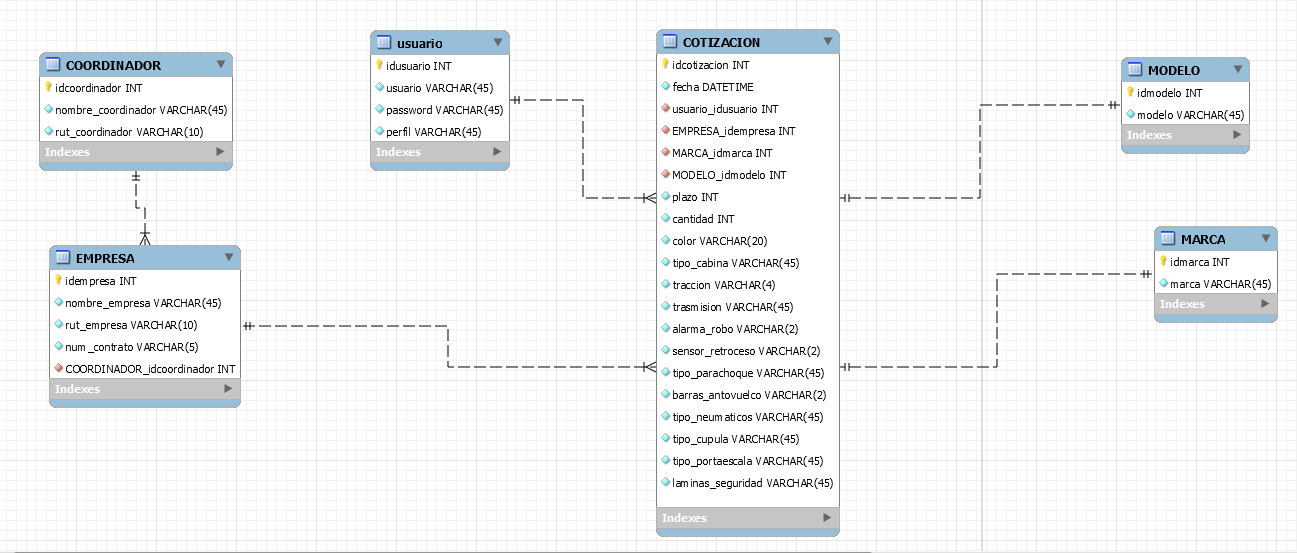 COORDINADOR
idcoordinador INT
nombre_coordinador VARCHAR(45)
rut_coordinador VARCHAR(10)
Indexes
EMPRESA
idempresa INT
nombre_empresa VARCHAR(45)
rut_empresa VARCHAR(10)
num_contrato VARCHAR(5)
COORDINADOR_idcoordinador INT
Indexes
usuario
idusuario INT
usuario VARCHAR(45)
password VARCHAR(45)
perfil VARCHAR(45)
Indexes
COTIZACION
idcotizacion INT
fecha DATETIME
usuario_idusuario INT
EMPRESA_idempresa INT
MARCA_idmarca INT
MODELO_idmodelo INT
plazo INT
cantidad INT
color VARCHAR(20)
tipo_cabina VARCHAR(45)
traccion VARCHAR(4)
trasmision VARCHAR(45)
alarma_robo VARCHAR(2)
sensor_retroceso VARCHAR(2)
tipo_parachoque VARCHAR(45)
barras_antovuelco VARCHAR(2)
tipo_neumaticos VARCHAR(45)
tipo_cupula VARCHAR(45)
tipo_portaescala VARCHAR(45)
laminas_seguridad VARCHAR(45)
Indexes
MODELO
idmodelo INT
modelo VARCHAR(45)
Indexes
MARCA
idmarca INT
marca VARCHAR(45)
Indexes